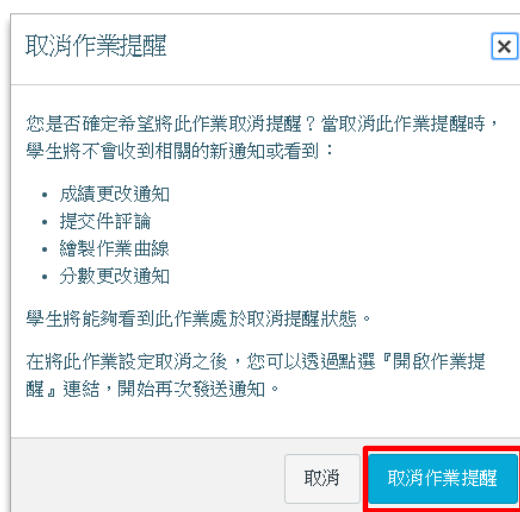 取消作業提醒
您是否確定希望將此作業取消提醒？當取消此作業提醒時，
學生將不會收到相關的新通知或看到：
• 成績更改通知
• 提交件評論
• 繪製作業曲線
• 分數更改通知
學生將能夠看到此作業處於取消提醒狀態。
在將此作業設定取消之後，您可以透過點選『開啟作業提
醒』連結，開始再次發送通知。
取消
取消作業提醒